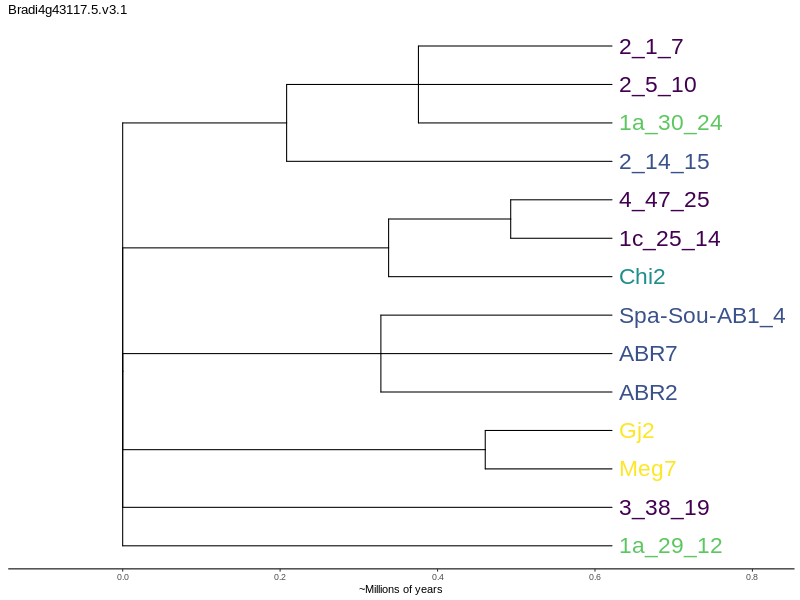 Bradi4g43117.5.v3.1
2_1_7
2_5_10
1a_30_24
2_14_15
4_47_25
1c_25_14
Chi2
Spa-Sou-AB1_4
ABR7
ABR2
Gj2
Meg7
3_38_19
1a_29_12
0.0 0.2 0.4 0.6 0.8
~Millions of years